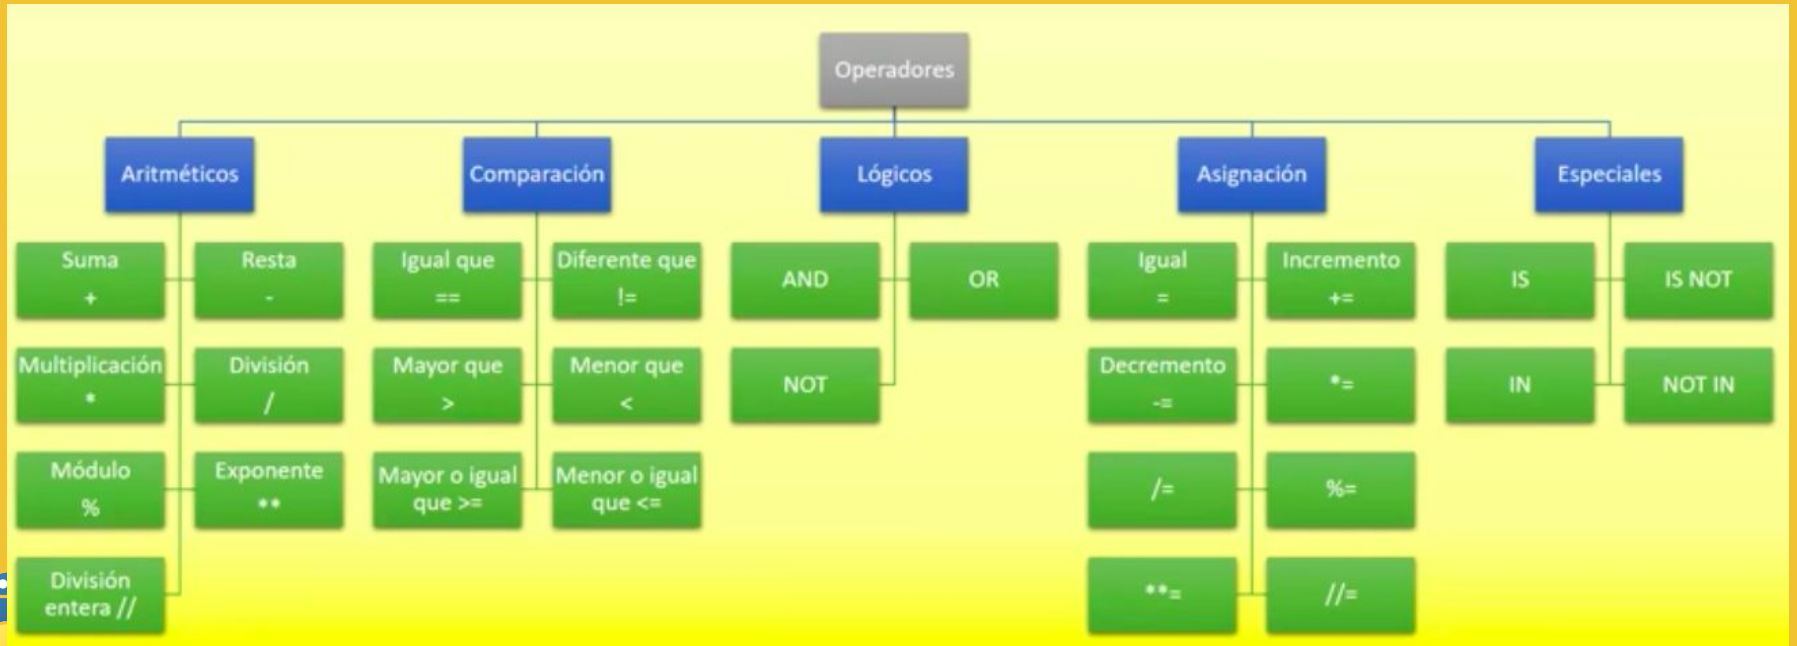 Operadores
Aritméticos
Suma
+
Resta
-
Multiplicación
*
División
/
Módulo
%
Exponente
**
División
entera //
Comparación
Igual que
==
Diferente que
!=
Mayor que
>
Menor que
<
Mayor o igual
que >=
Menor o igual
que <=
Lógicos
AND
OR
NOT
Asignación
Igual
=
Incremento
+=
Decremento
-=
*=
/=
%=
**=
//=
Especiales
IS
IS NOT
IN
NOT IN